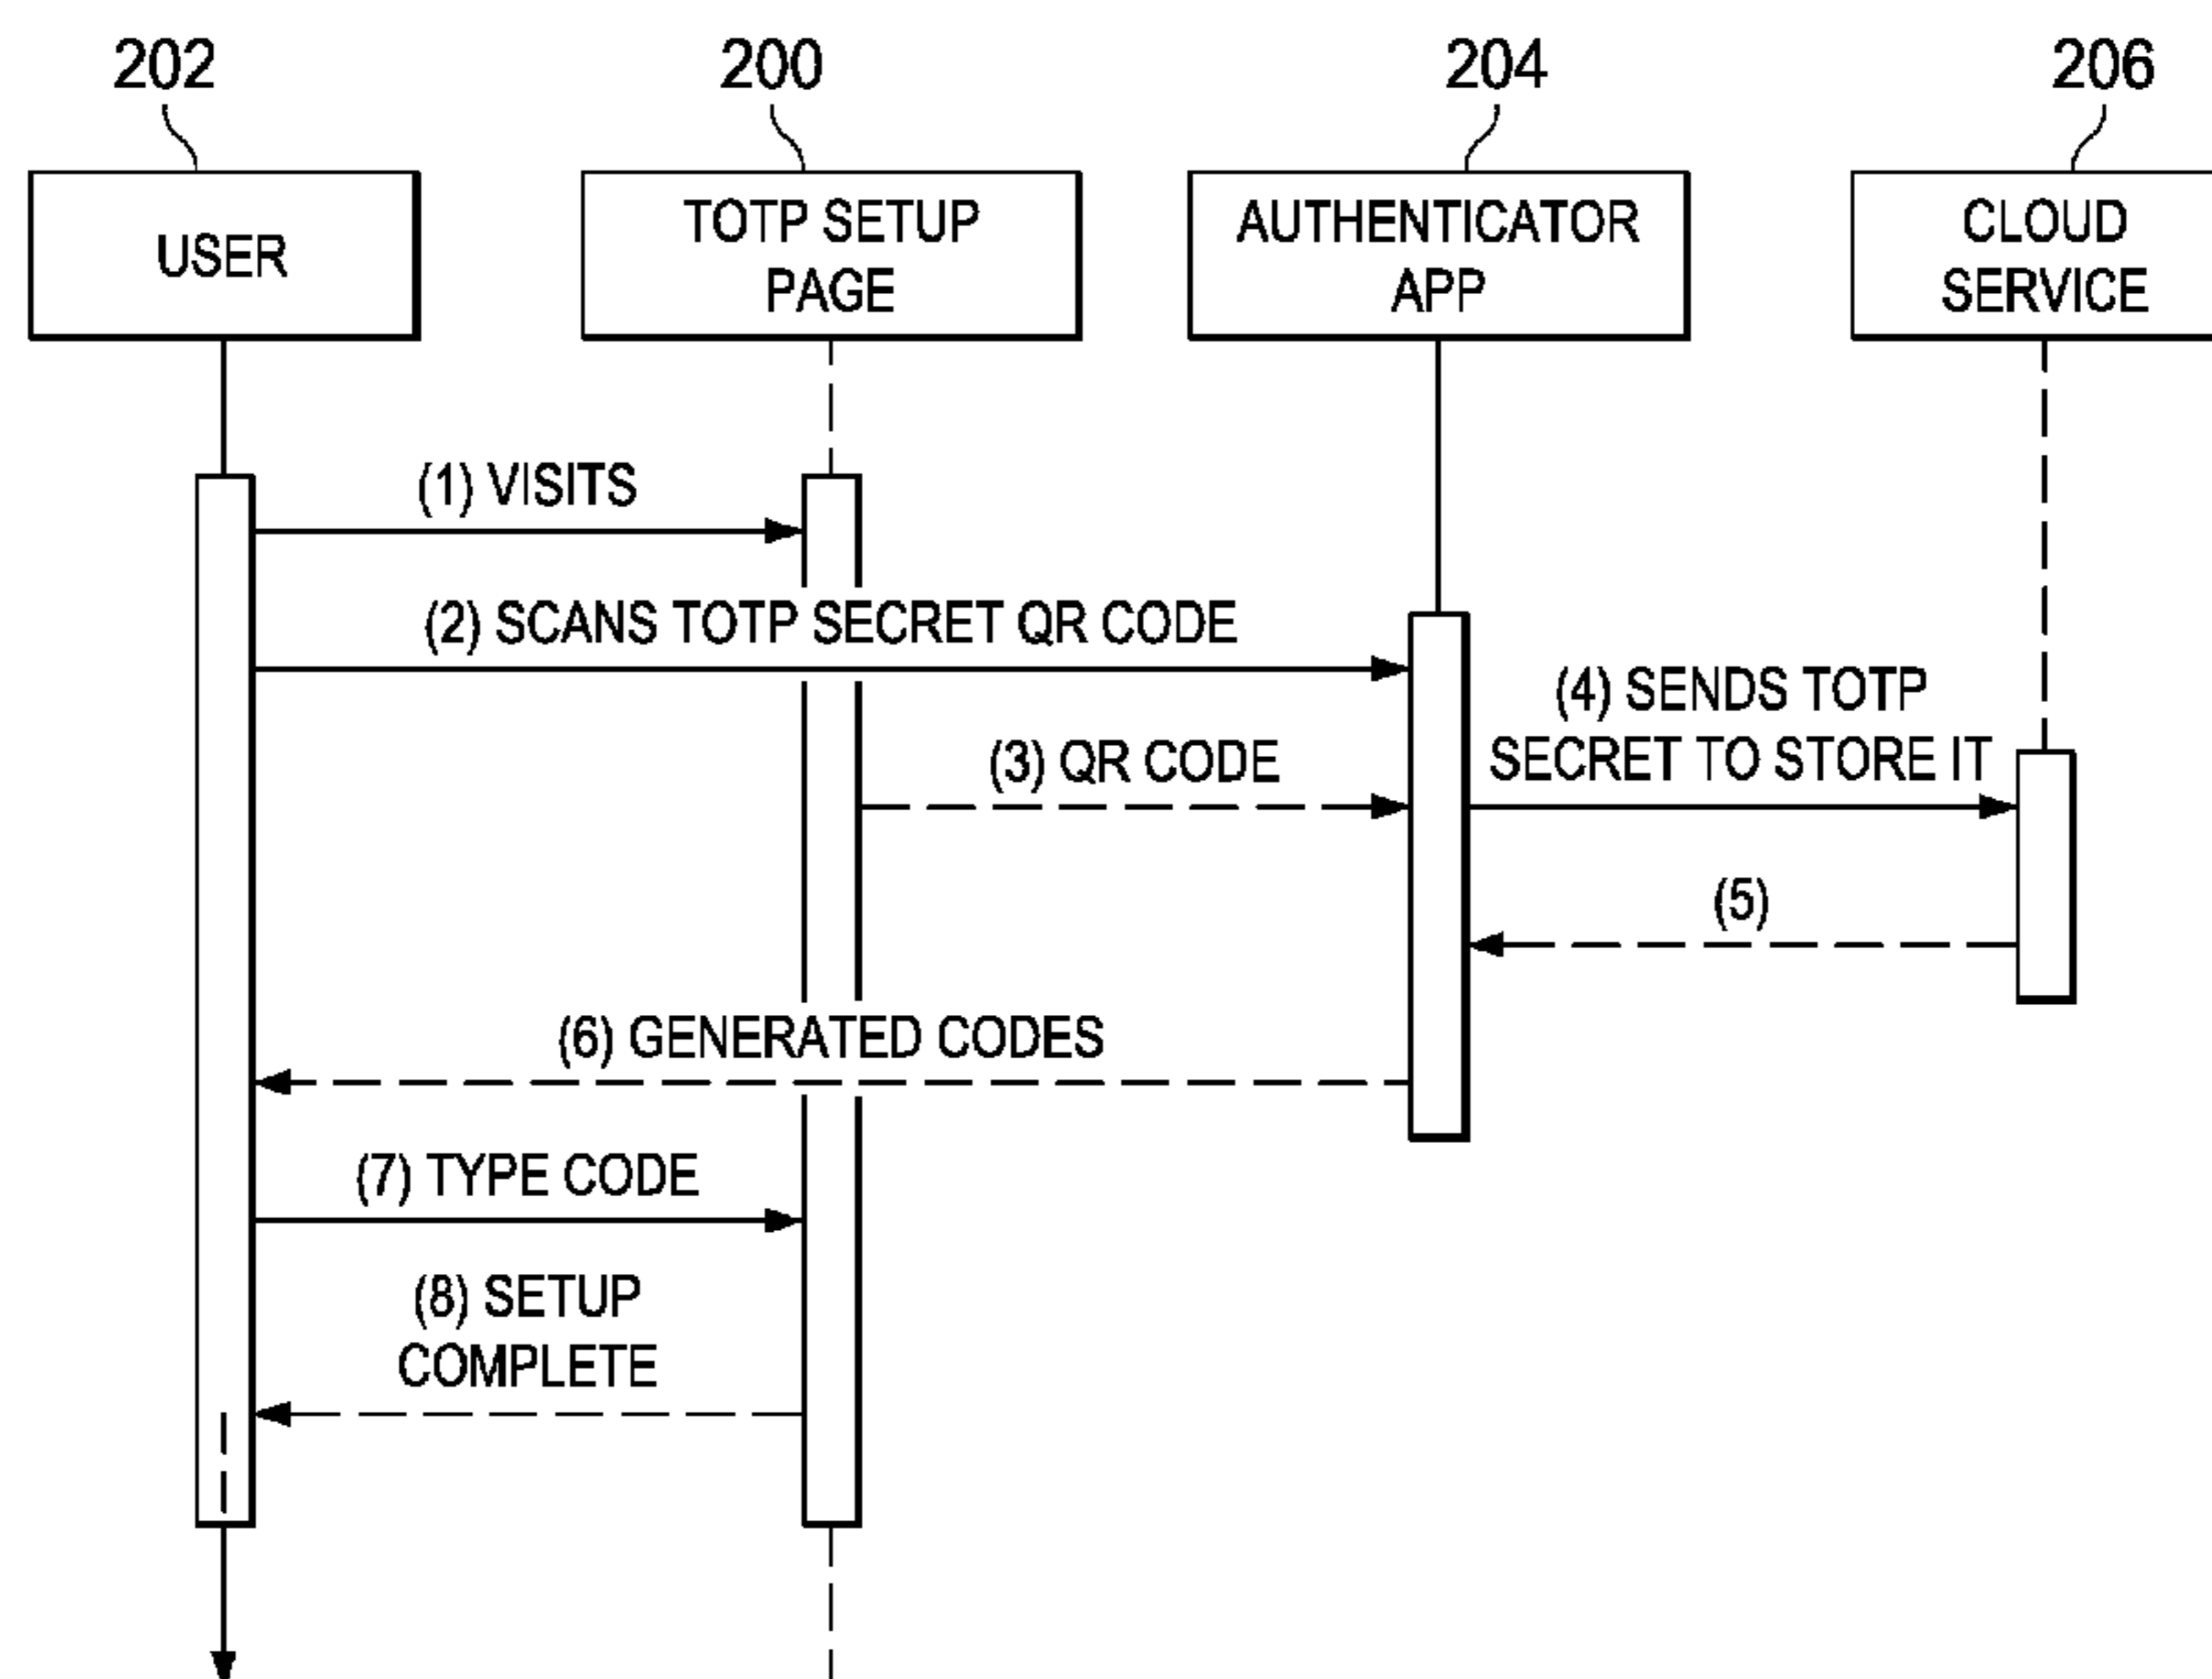 202
200
204
206
USER
TOTP SETUP
PAGE
AUTHENTICATOR
APP
CLOUD
SERVICE
(1) VISITS
(2) SCANS TOTP SECRET QR CODE
(3) QR CODE
(4) SENDS TOTP
SECRET TO STORE IT
(5)
(6) GENERATED CODES
(7) TYPE CODE
(8) SETUP
COMPLETE